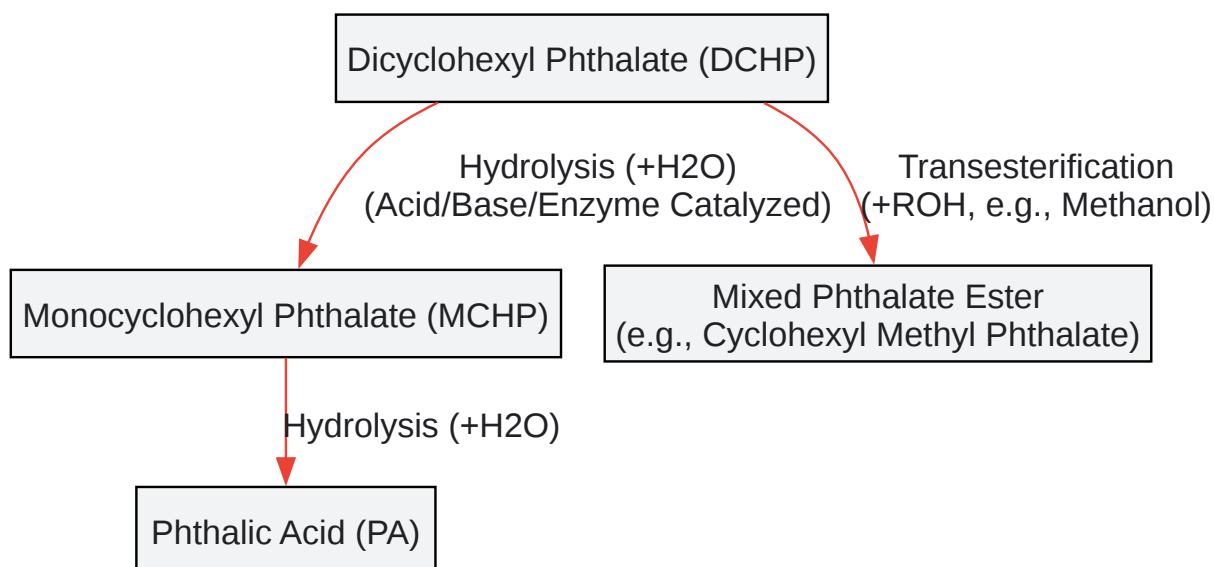 Dicyclohexyl Phthalate (DCHP)
Hydrolysis (+H2O)
(Acid/Base/Enzyme Catalyzed)
Transesterification
(+ROH, e.g., Methanol)
Monocyclohexyl Phthalate (MCHP)
Mixed Phthalate Ester
(e.g., Cyclohexyl Methyl Phthalate)
Hydrolysis (+H2O)
Phthalic Acid (PA)